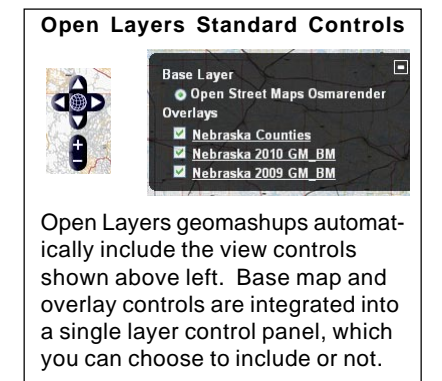 Open Layers Standard Controls
Base Layer
Open Street Maps Osmarender
Overlays
Nebraska Counties
Nebraska 2010 GM_BM
Nebraska 2009 GM_BM
Open Layers geomashups automat-
ically include the view controls
shown above left. Base map and
overlay controls are integrated into
a single layer control panel, which
you can choose to include or not.